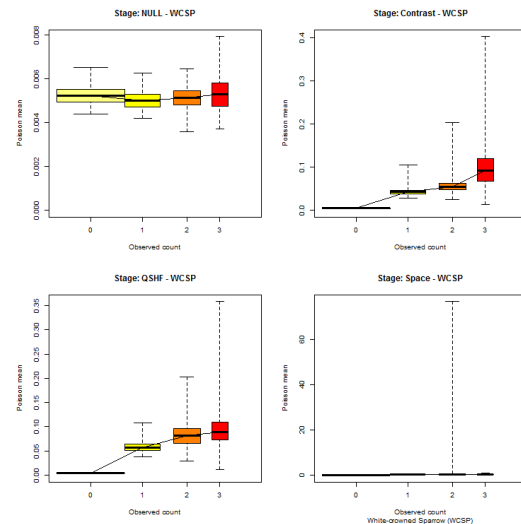 Stage: NULL - WCSP
Poisson mean
0.000 0.002 0.004 0.006 0.008
0 1 2 3
Observed count
Stage: Contrast - WCSP
Poisson mean
0.0 0.1 0.2 0.3 0.4
0 1 2 3
Observed count
Stage: QSHF - WCSP
Poisson mean
0.00 0.05 0.10 0.15 0.20 0.25 0.30 0.35
0 1 2 3
Observed count
Stage: Space - WCSP
Poisson mean
0 20 40 60
0 1 2 3
Observed count
White-crowned Sparrow (WCSP)